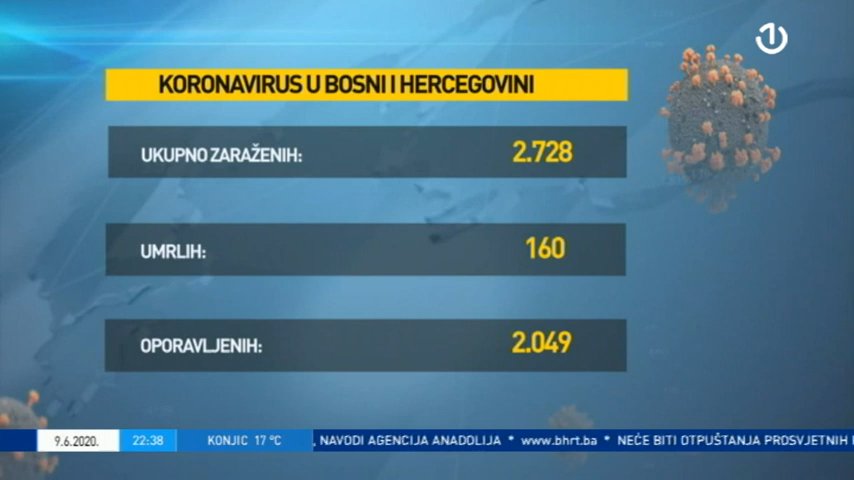 KORONAVIRUS U BOSNI I HERCEGOVINI
UKUPNO ZARAŽENIH: 2.728
UMRLIH: 160
OPORAVLJENIH: 2.049
9.6.2020. 22:38 KONJIC 17 °C , NAVODI AGENCIJA ANADOLIJA * www.bhrt.ba * NEĆE BITI OTPUŠTANJA PROSVJETNIH